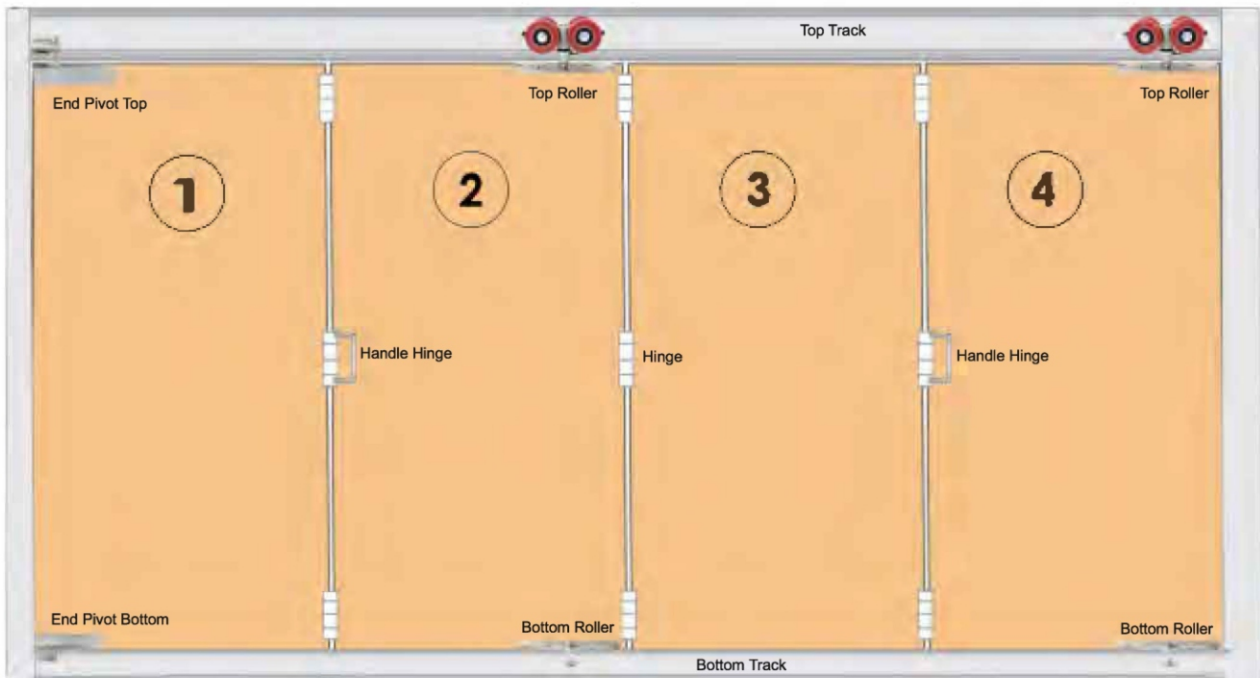 Top Track
End Pivot Top
Top Roller
Top Roller
1
2
3
4
Handle Hinge
Hinge
Handle Hinge
End Pivot Bottom
Bottom Roller
Bottom Roller
Bottom Track